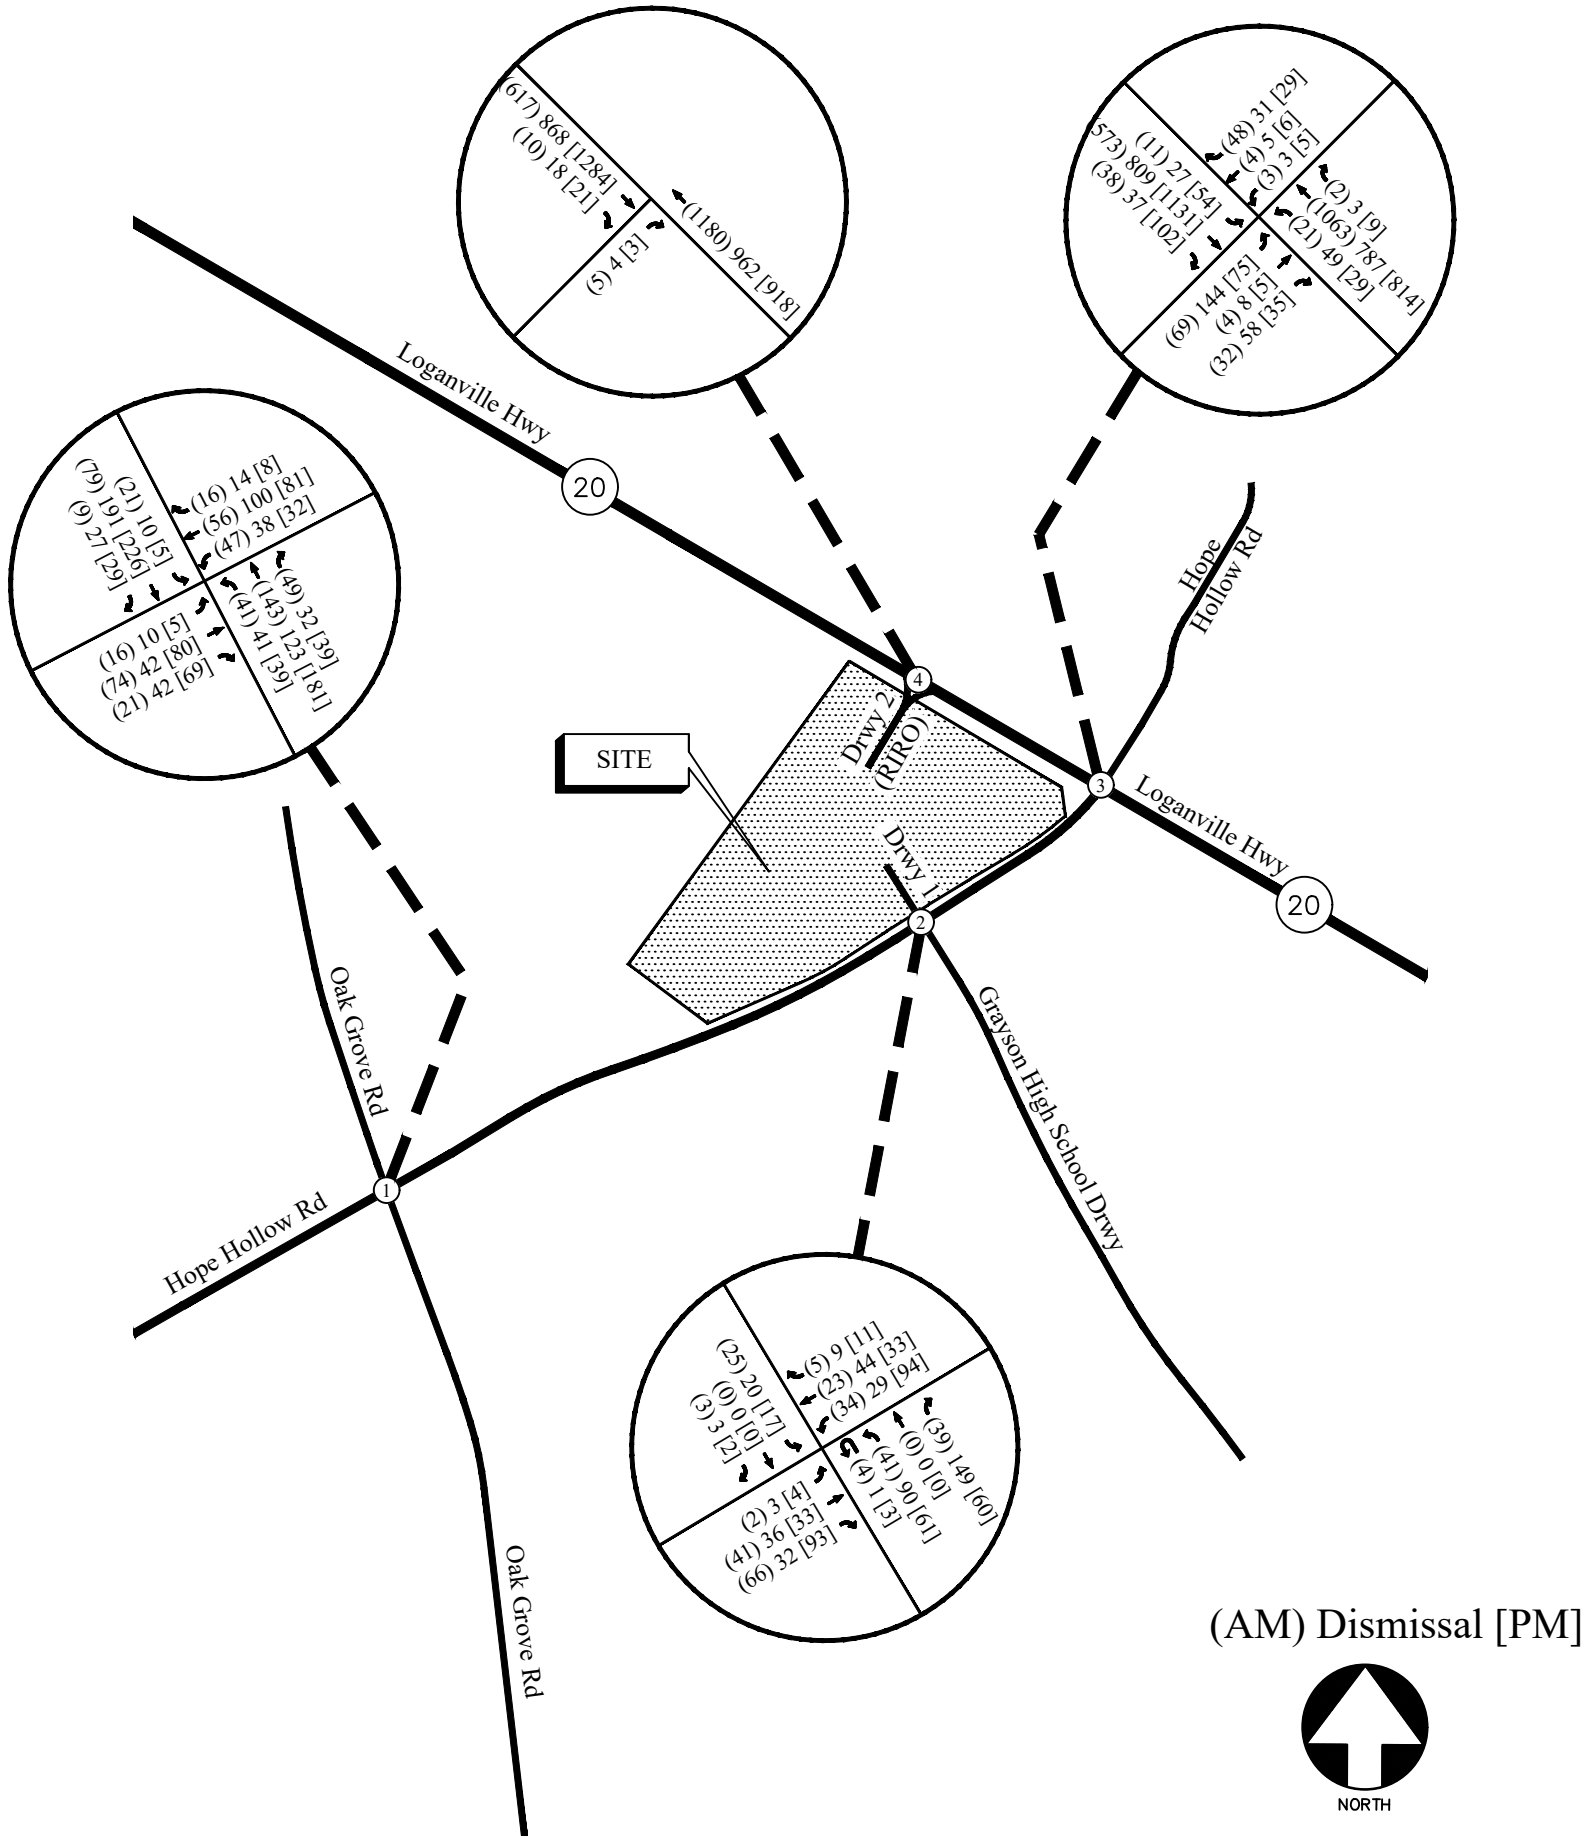 (617) 868 [1284]
(10) 18 [21]
(5) 4 [3]
(1180) 962 [918]
(48) 31 [29]
(4) 5 [6]
(3) 3 [5]
(11) 27 [54]
(573) 809 [1131]
(38) 37 [102]
(2) 3 [9]
(1063) 787 [814]
(21) 49 [29]
(69) 144 [75]
(4) 8 [5]
(32) 58 [35]
Loganville Hwy
20
(16) 14 [8]
(56) 100 [81]
(47) 38 [32]
(21) 10 [5]
(79) 191 [226]
(9) 27 [29]
(49) 32 [39]
(143) 123 [181]
(41) 41 [39]
(16) 10 [5]
(74) 42 [80]
(21) 42 [69]
Hope
Hollow Rd
4
Drwy 2
(RIRO)
SITE
3
Loganville Hwy
20
Drwy 1
2
Oak Grove Rd
Grayson High School Drwy
1
Hope Hollow Rd
(5) 9 [11]
(23) 44 [33]
(34) 29 [94]
(25) 20 [17]
(0) 0 [0]
(3) 3 [2]
(39) 149 [60]
(0) 0 [0]
(41) 90 [61]
(4) 1 [3]
(2) 3 [4]
(41) 36 [33]
(66) 32 [93]
Oak Grove Rd
(AM) Dismissal [PM]
NORTH